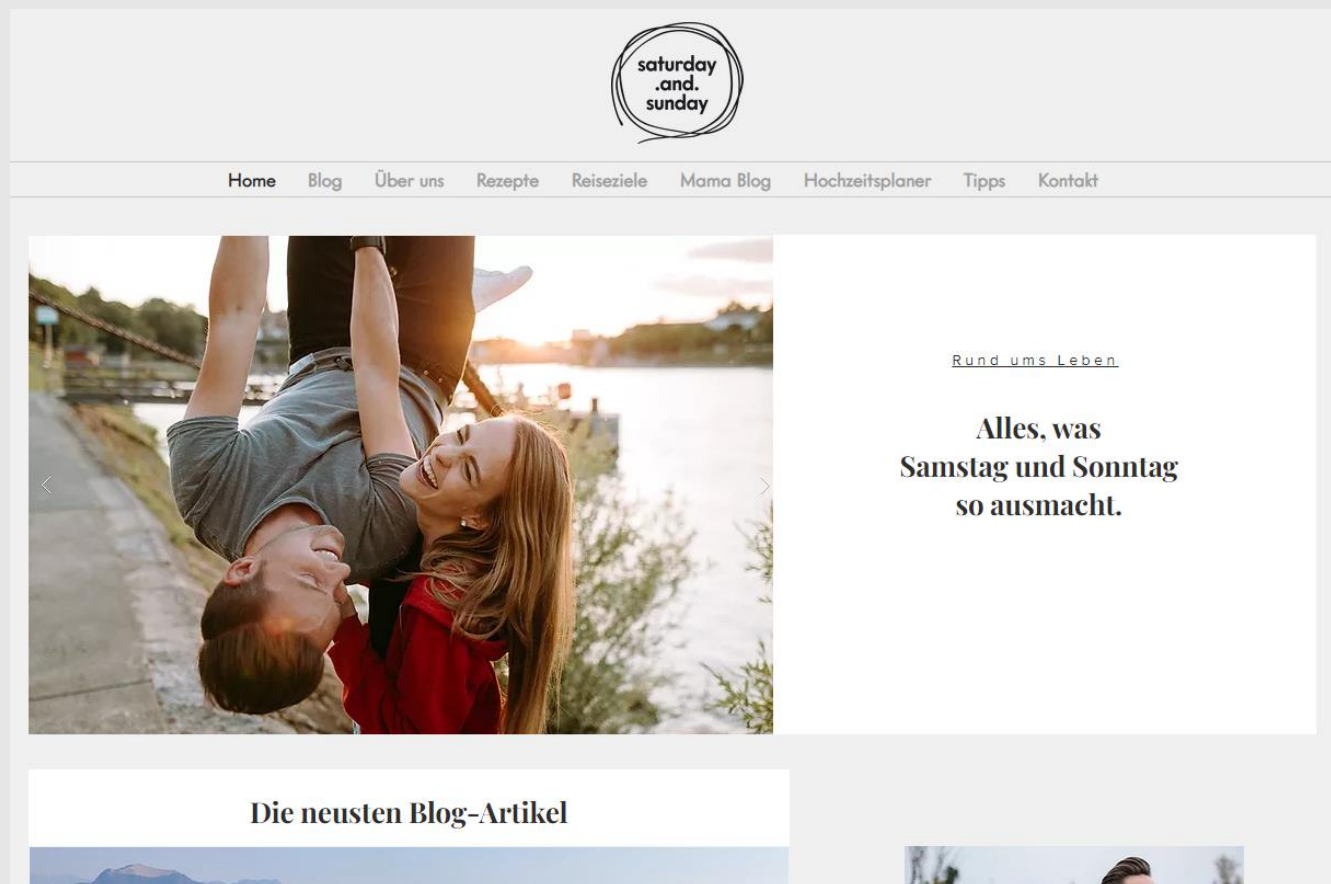 saturday
.and.
sunday
Home Blog Über uns Rezepte Reiseziele Mama Blog Hochzeitsplaner Tipps Kontakt
Rund ums Leben
Alles, was
Samstag und Sonntag
so ausmacht.
Die neusten Blog-Artikel